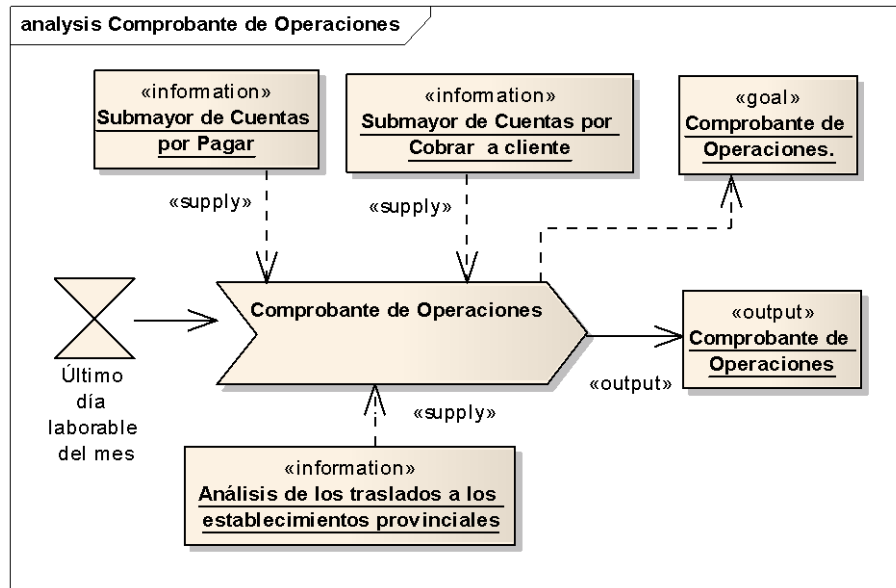 analysis Comprobante de Operaciones
«information»
Submayor de Cuentas
por Pagar
«information»
Submayor de Cuentas por
Cobrar a cliente
«goal»
Comprobante de
Operaciones.
«supply»
«supply»
Comprobante de Operaciones
«output»
Comprobante de
Operaciones
«output»
Último
día
laborable
del mes
«supply»
«information»
Análisis de los traslados a los
establecimientos provinciales